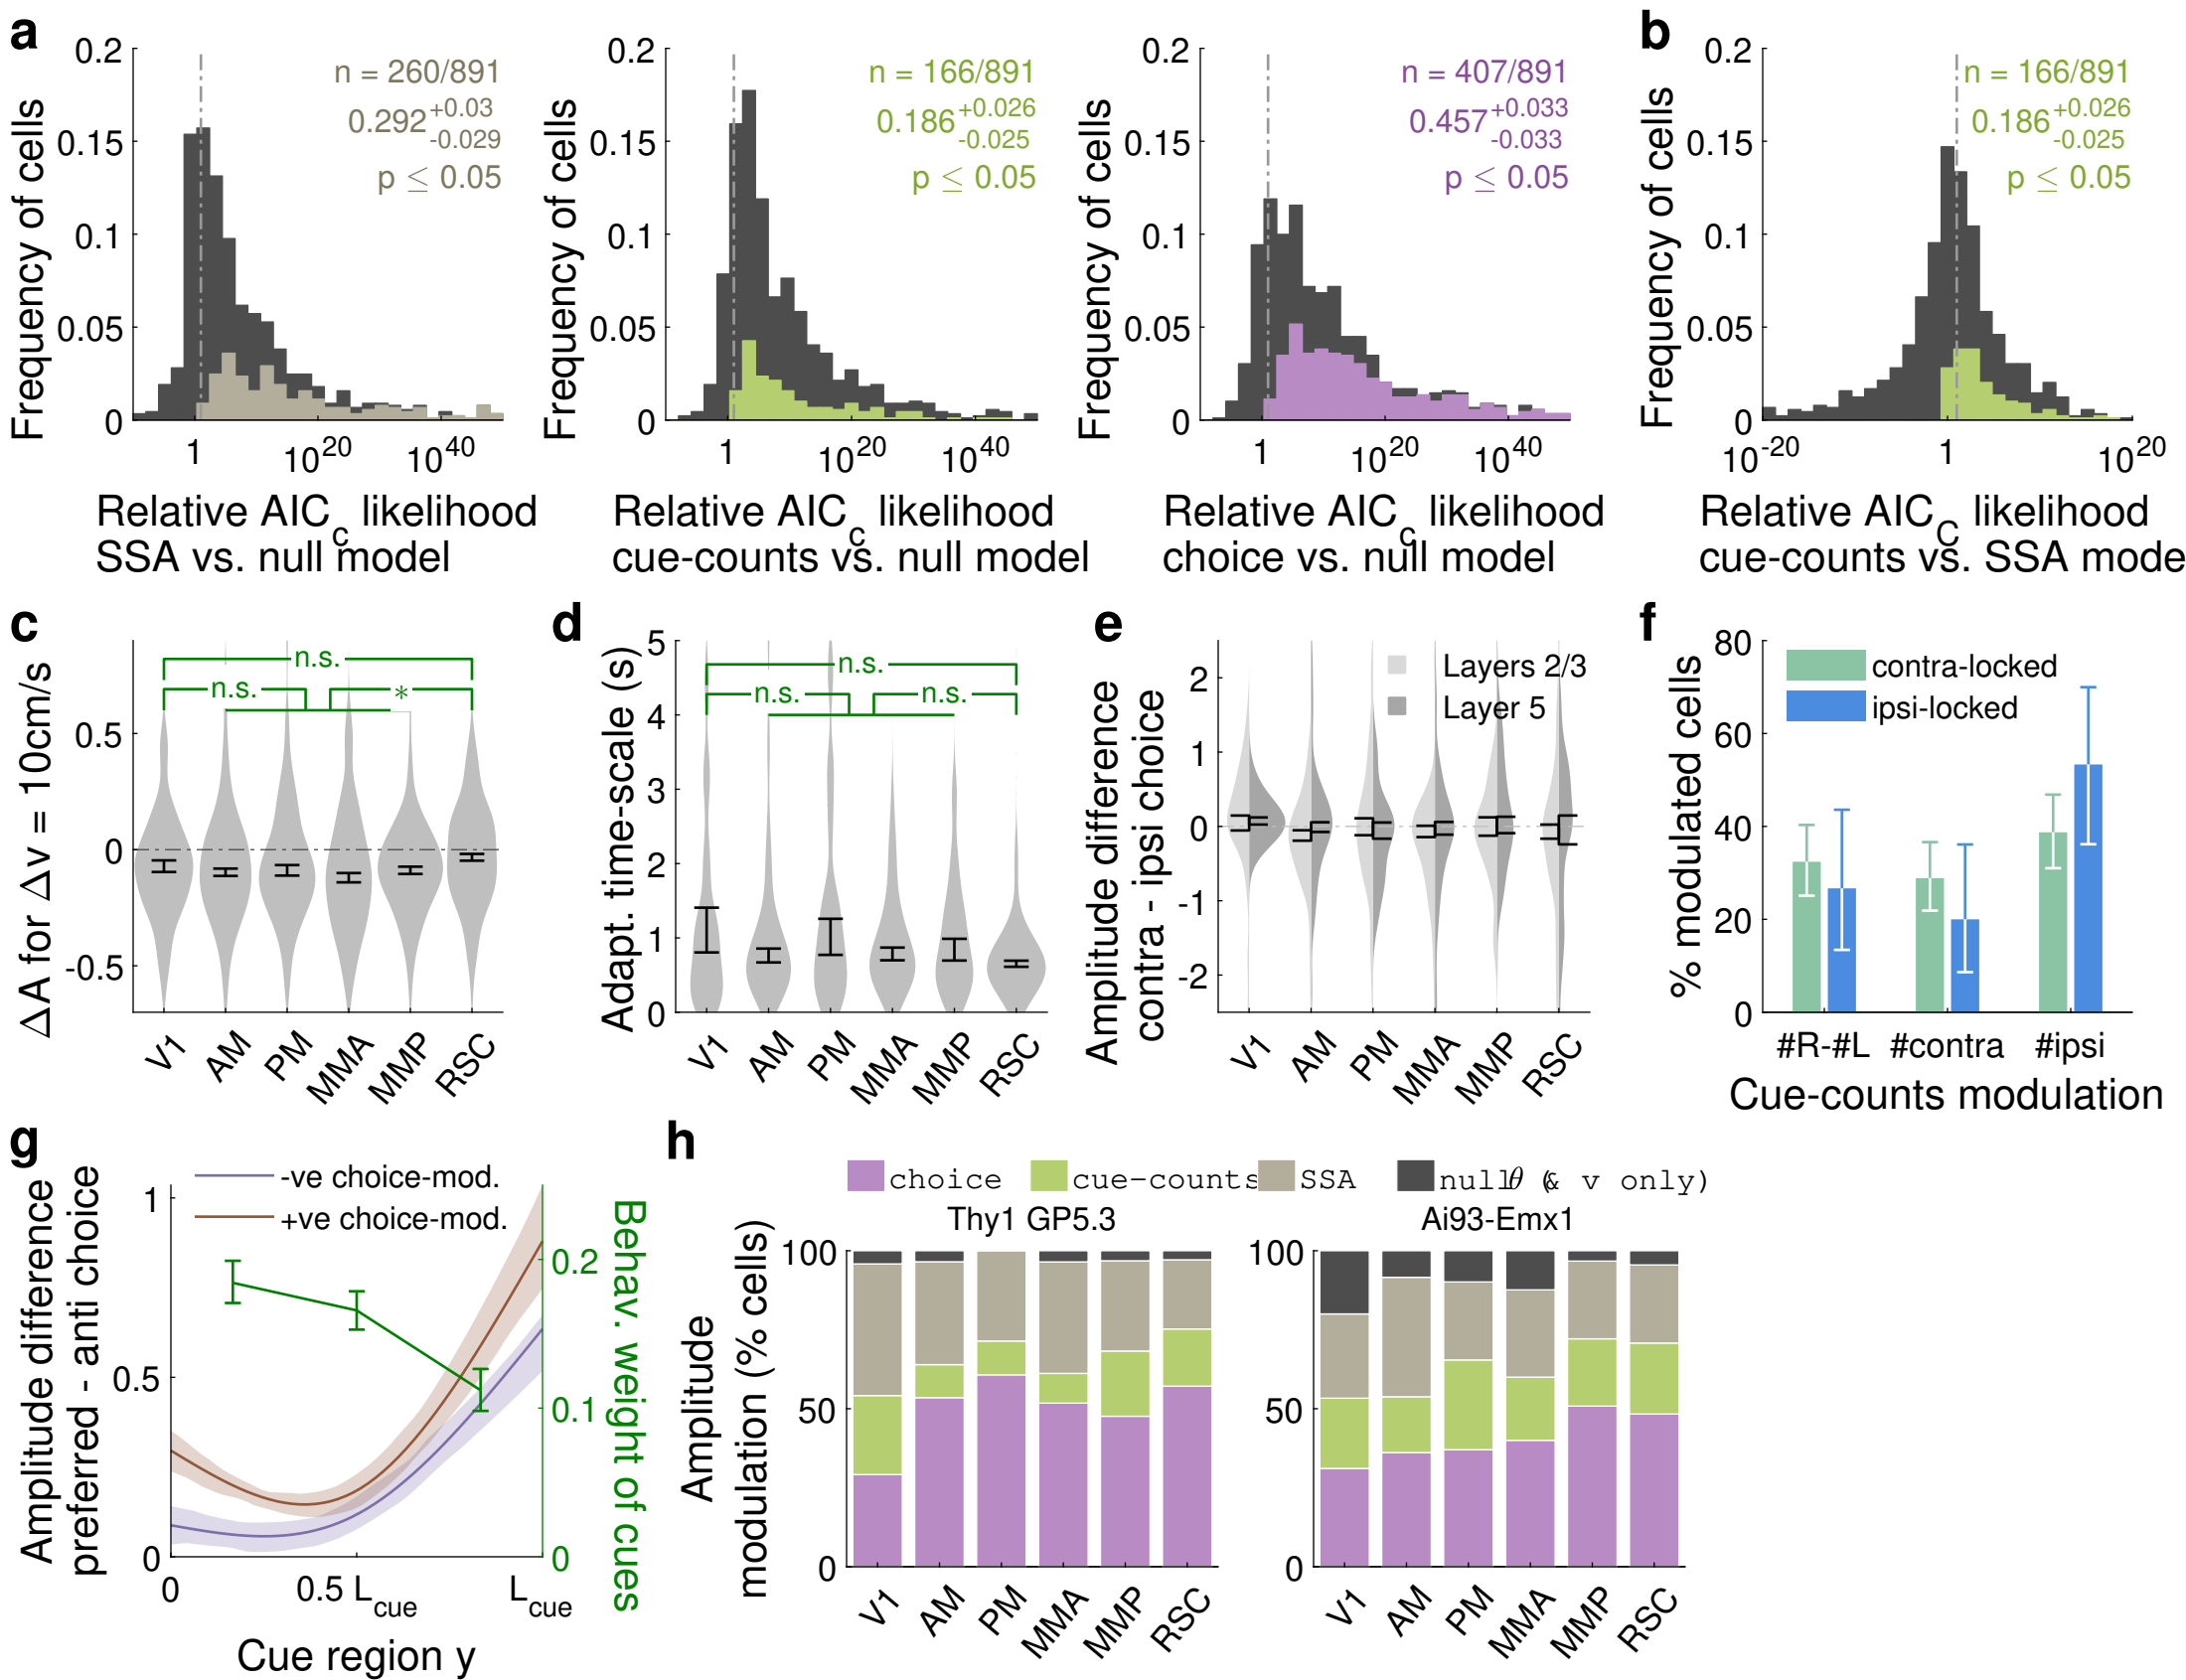 a
0.2
0.15
0.1
0.05
0
Frequency of cells
n = 260/891
0.292 +0.03 -0.029
p ≤ 0.05
1
10^20
10^40
Relative AIC_c likelihood
SSA vs. null model
0.2
0.15
0.1
0.05
0
Frequency of cells
n = 166/891
0.186 +0.026 -0.025
p ≤ 0.05
1
10^20
10^40
Relative AIC_c likelihood
cue-counts vs. null model
0.2
0.15
0.1
0.05
0
Frequency of cells
n = 407/891
0.457 +0.033 -0.033
p ≤ 0.05
1
10^20
10^40
Relative AIC_c likelihood
choice vs. null model
b
0.2
0.15
0.1
0.05
0
Frequency of cells
n = 166/891
0.186 +0.026 -0.025
p ≤ 0.05
10^-20
1
10^20
Relative AIC_C likelihood
cue-counts vs. SSA mode
c
ΔA for Δv = 10cm/s
0.5
0
-0.5
n.s.
n.s.
*
V1
AM
PM
MMA
MMP
RSC
d
Adapt. time-scale (s)
5
4
3
2
1
0
n.s.
n.s.
n.s.
V1
AM
PM
MMA
MMP
RSC
e
Amplitude difference
contra - ipsi choice
2
1
0
-1
-2
Layers 2/3
Layer 5
V1
AM
PM
MMA
MMP
RSC
f
% modulated cells
80
60
40
20
0
contra-locked
ipsi-locked
#R-#L
#contra
#ipsi
Cue-counts modulation
g
Amplitude difference
preferred - anti choice
1
0.5
0
-ve choice-mod.
+ve choice-mod.
0.2
0.1
0
Behav. weight of cues
0
0.5 L_cue
L_cue
Cue region y
h
choice
cue-counts
SSA
null (θ & v only)
Thy1 GP5.3
Ai93-Emx1
Amplitude
modulation (% cells)
100
50
0
V1
AM
PM
MMA
MMP
RSC
100
50
0
V1
AM
PM
MMA
MMP
RSC